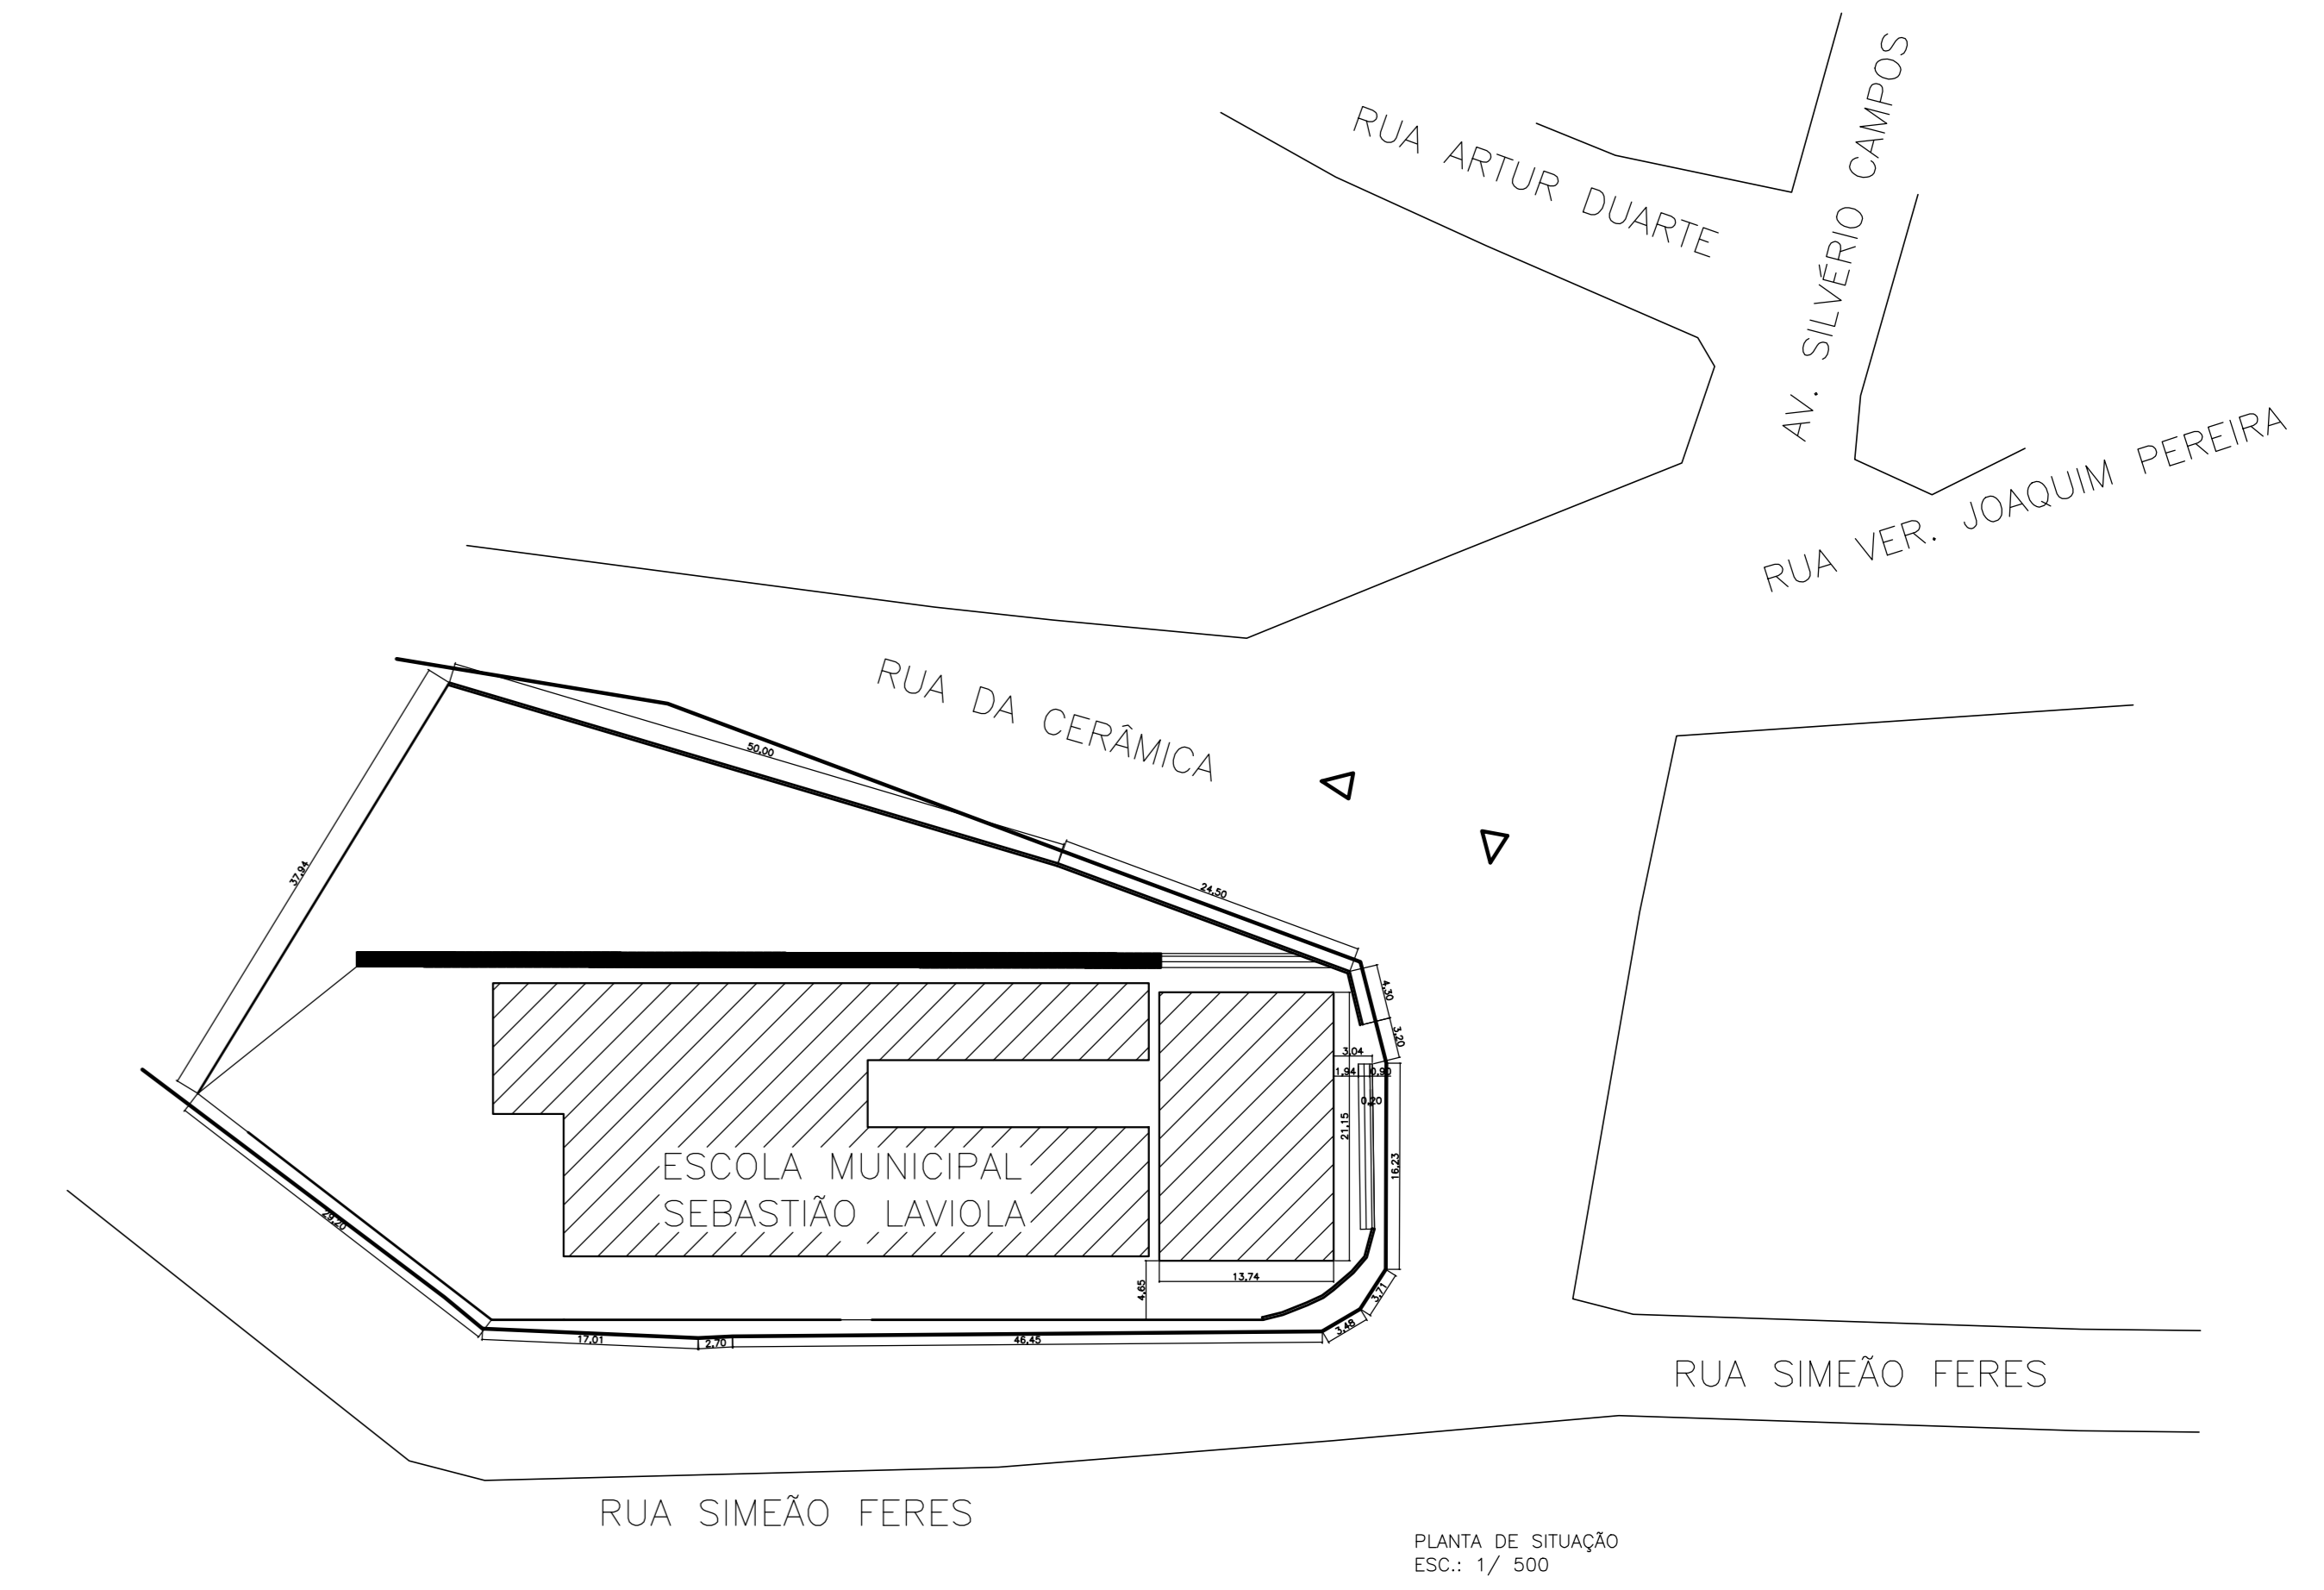 RUA ARTUR DUARTE
AV. SILVÉRIO CAMPOS
RUA VER. JOAQUIM PEREIRA
RUA DA CERÂMICA
50,00
24,50
37,94
4,30
3,20
3,04
1,94
0,90
0,20
21,15
16,23
ESCOLA MUNICIPAL
SEBASTIÃO LAVIOLA
29,20
13,74
4,65
3,71
3,48
17,01
2,70
46,45
RUA SIMEÃO FERES
RUA SIMEÃO FERES
PLANTA DE SITUAÇÃO
ESC.: 1/ 500